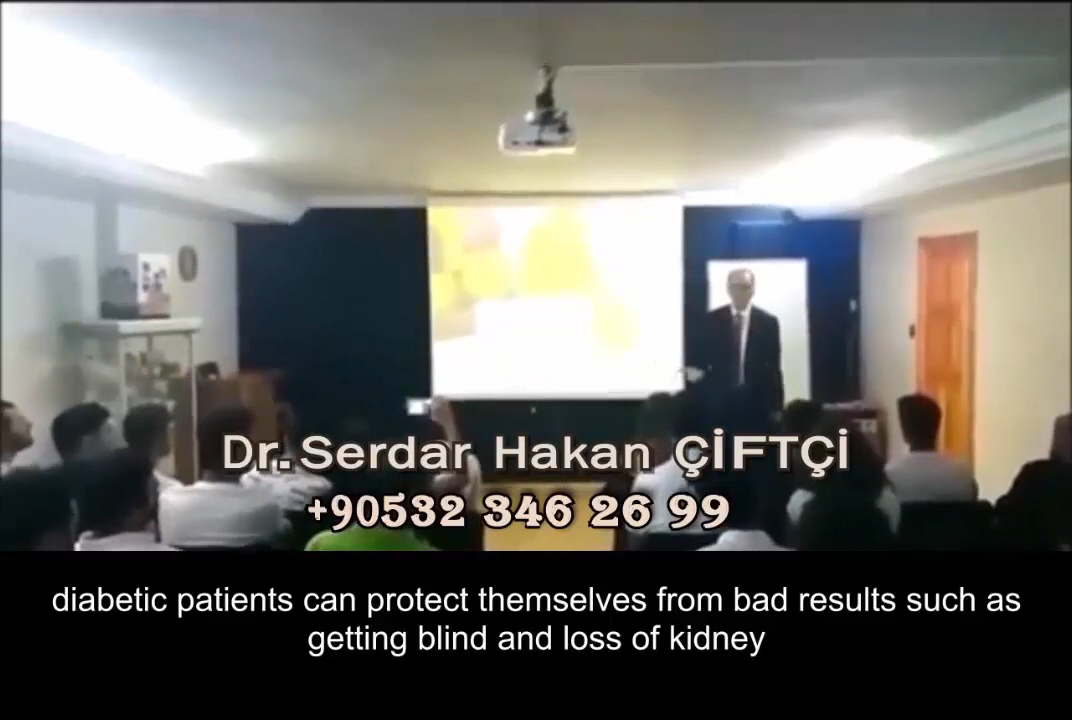 Dr. Serdar Hakan ÇİFTÇİ
+90532 346 26 99
diabetic patients can protect themselves from bad results such as
getting blind and loss of kidney